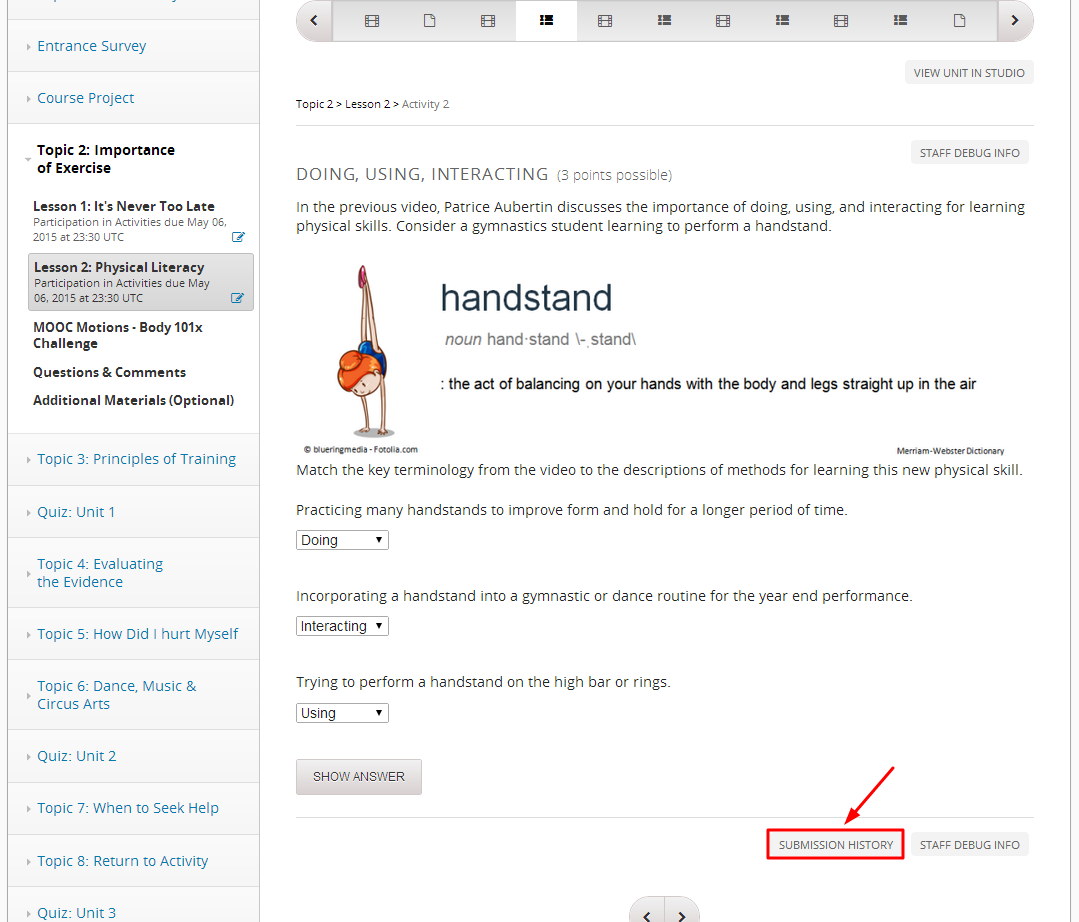 Entrance Survey
Course Project
Topic 2: Importance
of Exercise
Lesson 1: It's Never Too Late
Participation in Activities due May 06,
2015 at 23:30 UTC
Lesson 2: Physical Literacy
Participation in Activities due May
06, 2015 at 23:30 UTC
MOOC Motions - Body 101x
Challenge
Questions & Comments
Additional Materials (Optional)
Topic 3: Principles of Training
Quiz: Unit 1
Topic 4: Evaluating
the Evidence
Topic 5: How Did I hurt Myself
Topic 6: Dance, Music &
Circus Arts
Quiz: Unit 2
Topic 7: When to Seek Help
Topic 8: Return to Activity
Quiz: Unit 3
VIEW UNIT IN STUDIO
Topic 2 > Lesson 2 > Activity 2
STAFF DEBUG INFO
DOING, USING, INTERACTING (3 points possible)
In the previous video, Patrice Aubertin discusses the importance of doing, using, and interacting for learning
physical skills. Consider a gymnastics student learning to perform a handstand.
handstand
noun hand·stand \-ˌstand\
: the act of balancing on your hands with the body and legs straight up in the air
© blueringmedia - Fotolia.com
Merriam-Webster Dictionary
Match the key terminology from the video to the descriptions of methods for learning this new physical skill.
Practicing many handstands to improve form and hold for a longer period of time.
Doing
Incorporating a handstand into a gymnastic or dance routine for the year end performance.
Interacting
Trying to perform a handstand on the high bar or rings.
Using
SHOW ANSWER
SUBMISSION HISTORY
STAFF DEBUG INFO